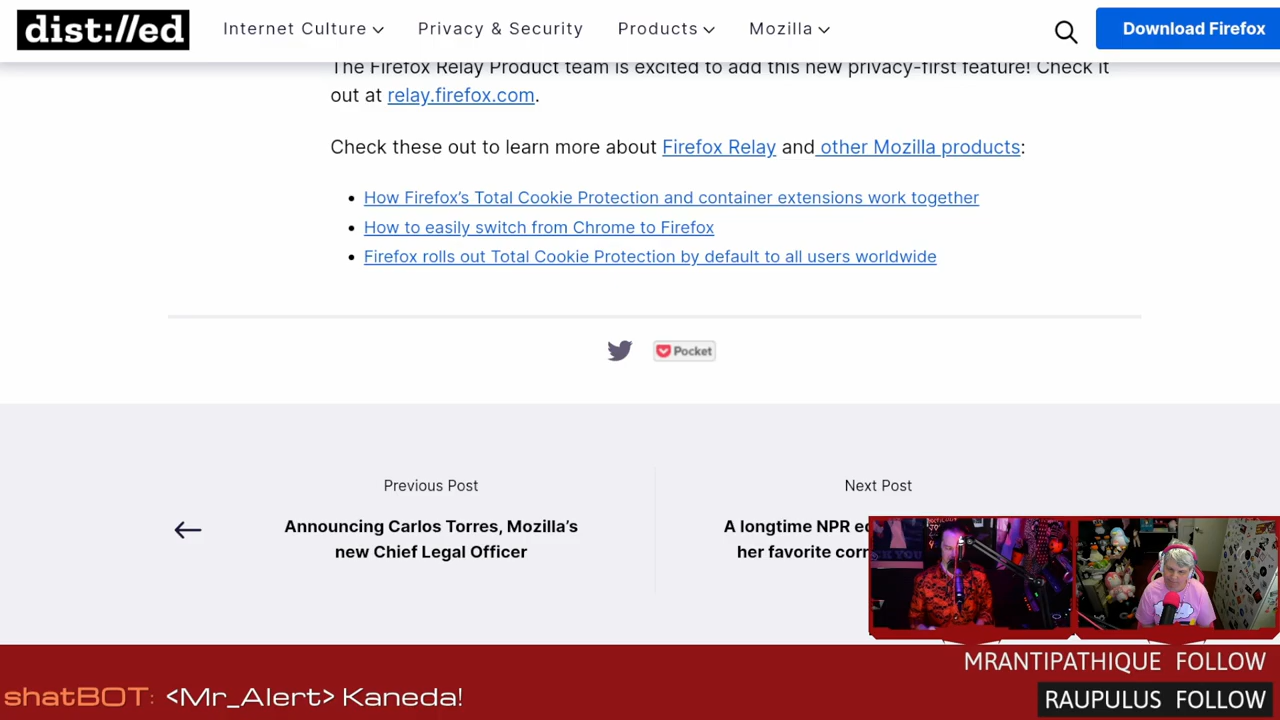 dist://ed
Internet Culture
Privacy & Security
Products
Mozilla
Download Firefox
The Firefox Relay Product team is excited to add this new privacy-first feature! Check it
out at relay.firefox.com.
Check these out to learn more about Firefox Relay and other Mozilla products:
How Firefox’s Total Cookie Protection and container extensions work together
How to easily switch from Chrome to Firefox
Firefox rolls out Total Cookie Protection by default to all users worldwide
Pocket
Previous Post
Announcing Carlos Torres, Mozilla’s
new Chief Legal Officer
Next Post
A longtime NPR
her favorite
MRANTIPATHIQUE FOLLOW
RAUPULUS FOLLOW
shatBOT: <Mr_Alert> Kaneda!